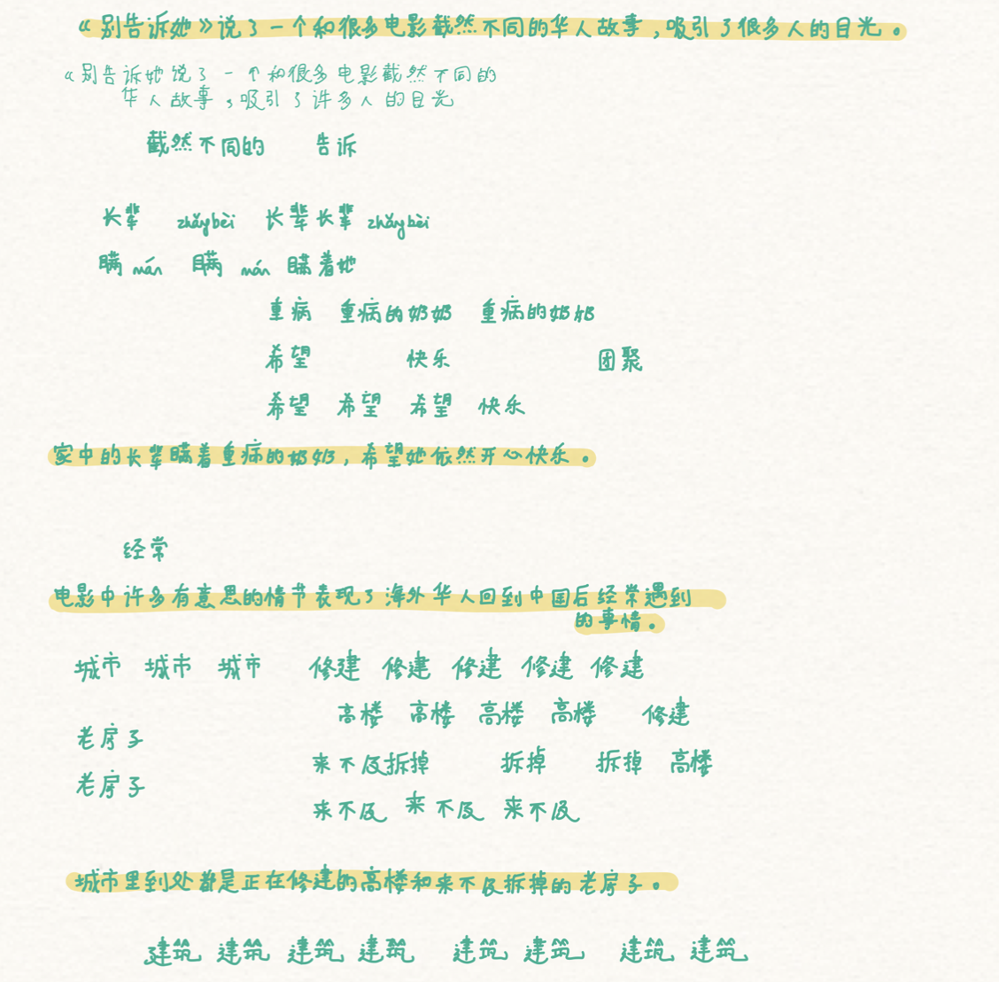 《别告诉她》说了一个和很多电影截然不同的华人故事，吸引了很多人的目光。
《别告诉她说了一个和很多电影截然不同的
华人故事，吸引了许多人的目光
截然不同的 告诉
长辈 zhǎngbèi 长辈长辈 zhǎngbèi
瞒 mán 瞒 mán 瞒着她
重病 重病的奶奶 重病的奶奶
希望 快乐 团聚
希望 希望 希望 快乐
家中的长辈瞒着重病的奶奶，希望她依然开心快乐。
经常
电影中许多有意思的情节表现了海外华人回到中国后经常遇到
的事情。
城市 城市 城市 修建 修建 修建 修建 修建
高楼 高楼 高楼 高楼 修建
老房子
来不及拆掉 拆掉 拆掉 高楼
老房子
来不及 来不及 来不及
城市里到处都是正在修建的高楼和来不及拆掉的老房子。
建筑 建筑 建筑 建筑 建筑 建筑 建筑 建筑